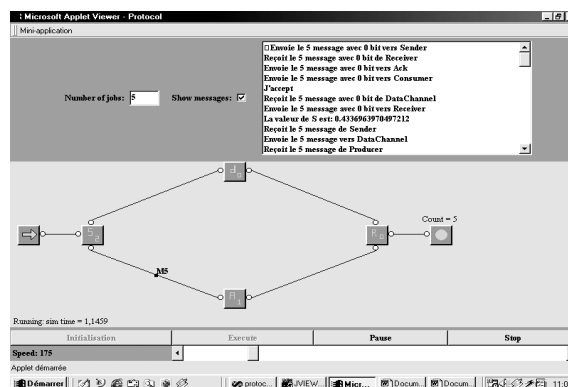 Microsoft Applet Viewer - Protocol
Mini-application
Envoie le 5 message avec 0 bit vers Sender
Reçoit le 5 message avec 0 bit de Receiver
Envoie le 5 message avec 0 bit vers Ack
Envoie le 5 message avec 0 bit vers Consumer
J'accept
Reçoit le 5 message avec 0 bit de DataChannel
Envoie le 5 message avec 0 bit vers Receiver
La valeur de S est: 0.4336963970497212
Reçoit le 5 message de Sender
Envoie le 5 message vers DataChannel
Reçoit le 5 message de Producer
Number of jobs: 5
Show messages:
Count = 5
M5
Running: sim time = 1,1459
Initialisation
Execute
Pause
Stop
Speed: 175
Applet démarrée
Démarrer
protoc...
JVIEW...
Micr...
Docum...
Docum...